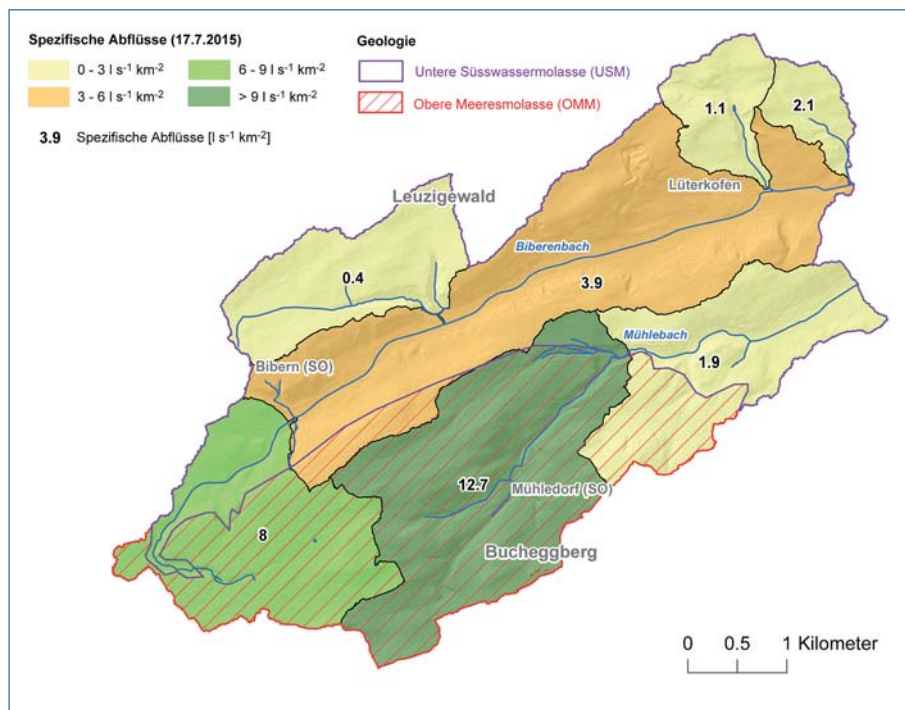 Spezifische Abflüsse (17.7.2015)
0 - 3 l s-1 km-2
6 - 9 l s-1 km-2
3 - 6 l s-1 km-2
> 9 l s-1 km-2
3.9 Spezifische Abflüsse [l s-1 km-2]
Geologie
Untere Süsswassermolasse (USM)
Obere Meeresmolasse (OMM)
1.1
2.1
Lüterkofen
Leuzigewald
Biberenbach
0.4
3.9
Mühlebach
Bibern (SO)
1.9
12.7
Mühledorf (SO)
8
Bucheggberg
0 0.5 1 Kilometer